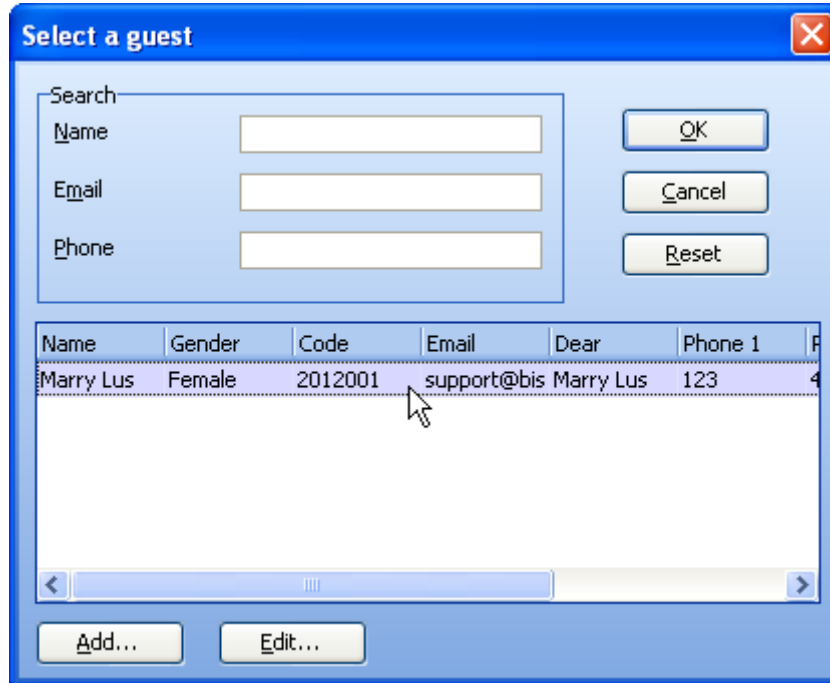 Select a guest
Search
Name
OK
Email
Cancel
Phone
Reset
Name Gender Code Email Dear Phone 1
Marry Lus Female 2012001 support@bis Marry Lus 123
Add... Edit...